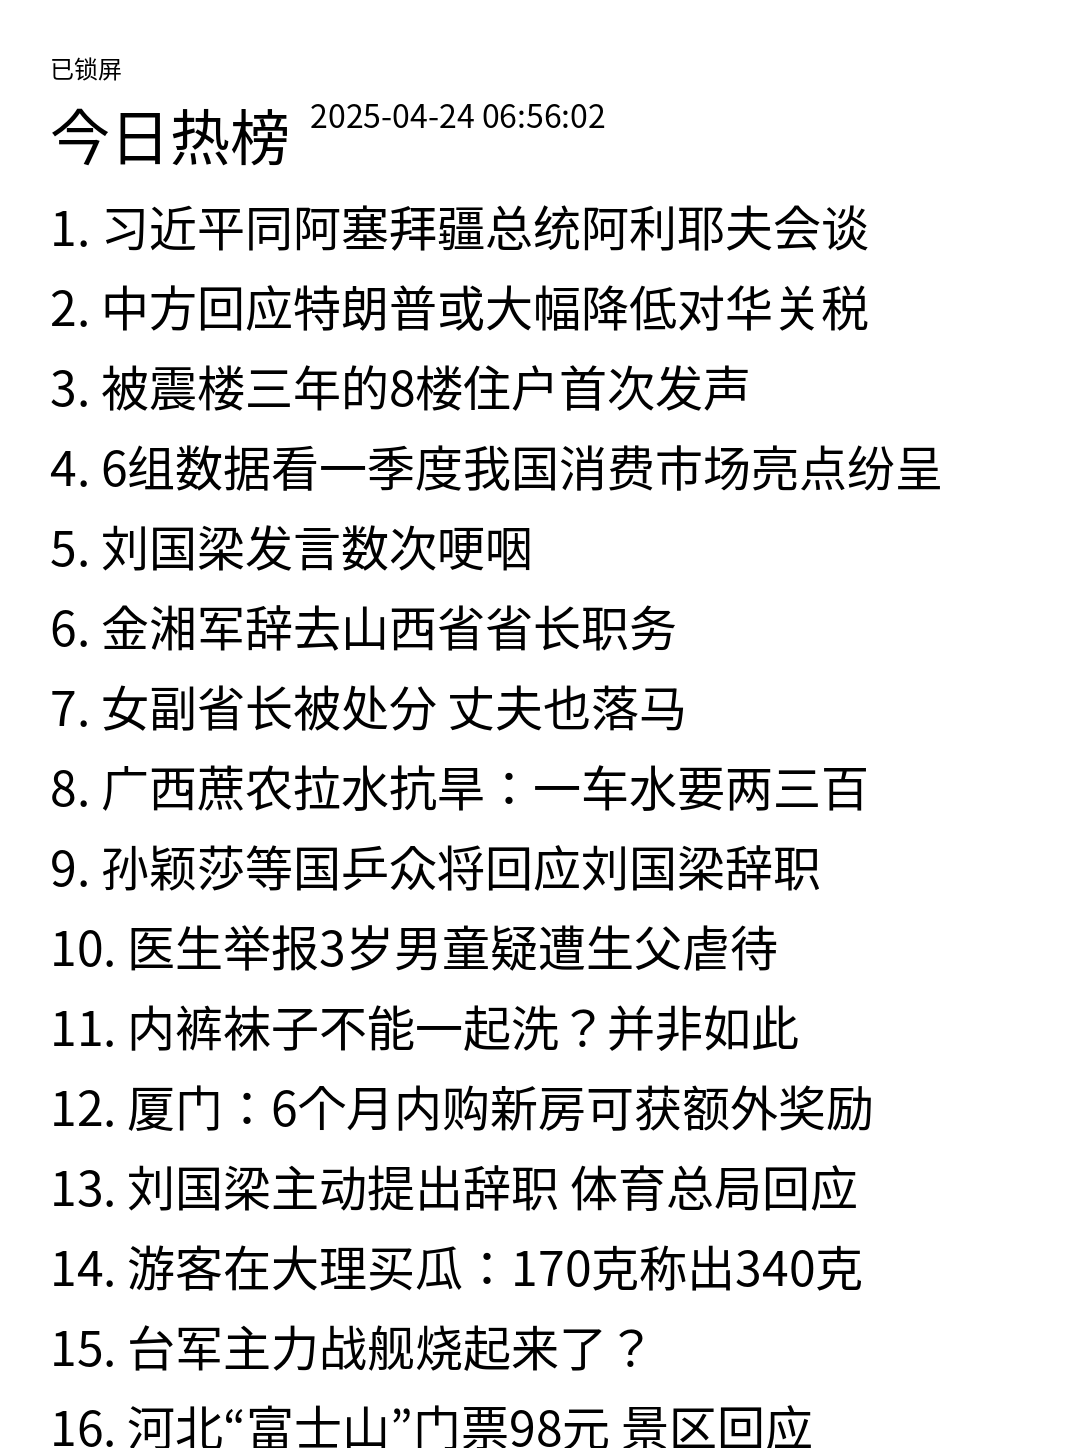 已锁屏
今日热榜 2025-04-24 06:56:02
1. 习近平同阿塞拜疆总统阿利耶夫会谈
2. 中方回应特朗普或大幅降低对华关税
3. 被震楼三年的8楼住户首次发声
4. 6组数据看一季度我国消费市场亮点纷呈
5. 刘国梁发言数次哽咽
6. 金湘军辞去山西省省长职务
7. 女副省长被处分 丈夫也落马
8. 广西蔗农拉水抗旱：一车水要两三百
9. 孙颖莎等国乒众将回应刘国梁辞职
10. 医生举报3岁男童疑遭生父虐待
11. 内裤袜子不能一起洗？并非如此
12. 厦门：6个月内购新房可获额外奖励
13. 刘国梁主动提出辞职 体育总局回应
14. 游客在大理买瓜：170克称出340克
15. 台军主力战舰烧起来了？
16. 河北“富士山”门票98元 景区回应